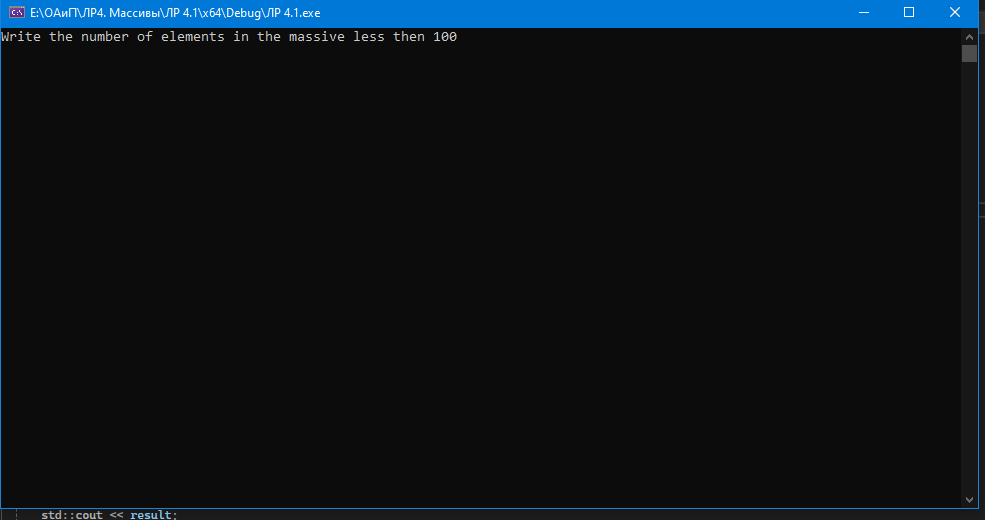 E:\ОАиП\ЛР4. Массивы\ЛР 4.1\x64\Debug\ЛР 4.1.exe
Write the number of elements in the massive less then 100
std::cout << result;